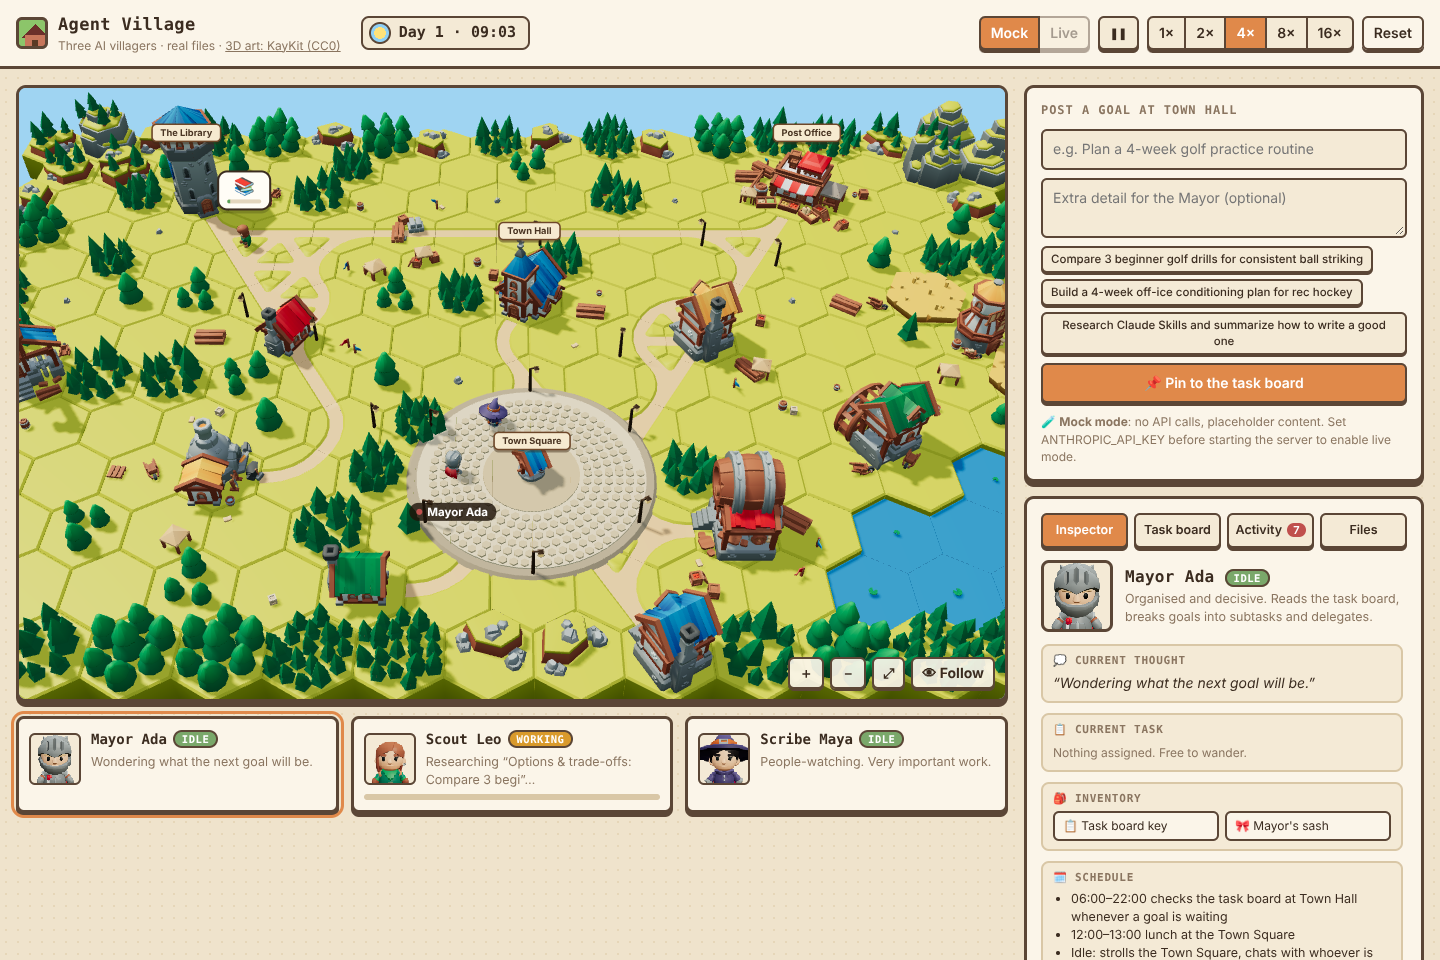 Agent Village
Three AI villagers · real files · 3D art: KayKit (CC0)
Day 1 · 09:03
Mock
Live
1×
2×
4×
8×
16×
Reset
The Library
Post Office
Town Hall
Town Square
Mayor Ada
+
−
Follow
Mayor Ada IDLE
Wondering what the next goal will be.
Scout Leo WORKING
Researching “Options & trade-offs:
Compare 3 begi”…
Scribe Maya IDLE
People-watching. Very important work.
POST A GOAL AT TOWN HALL
e.g. Plan a 4-week golf practice routine
Extra detail for the Mayor (optional)
Compare 3 beginner golf drills for consistent ball striking
Build a 4-week off-ice conditioning plan for rec hockey
Research Claude Skills and summarize how to write a good
one
📌 Pin to the task board
🧪 Mock mode: no API calls, placeholder content. Set
ANTHROPIC_API_KEY before starting the server to enable live
mode.
Inspector
Task board
Activity 7
Files
Mayor Ada IDLE
Organised and decisive. Reads the task board,
breaks goals into subtasks and delegates.
💭 CURRENT THOUGHT
“Wondering what the next goal will be.”
📋 CURRENT TASK
Nothing assigned. Free to wander.
🎒 INVENTORY
📋 Task board key
🎀 Mayor's sash
🗓️ SCHEDULE
• 06:00–22:00 checks the task board at Town Hall
whenever a goal is waiting
• 12:00–13:00 lunch at the Town Square
• Idle: strolls the Town Square, chats with whoever is